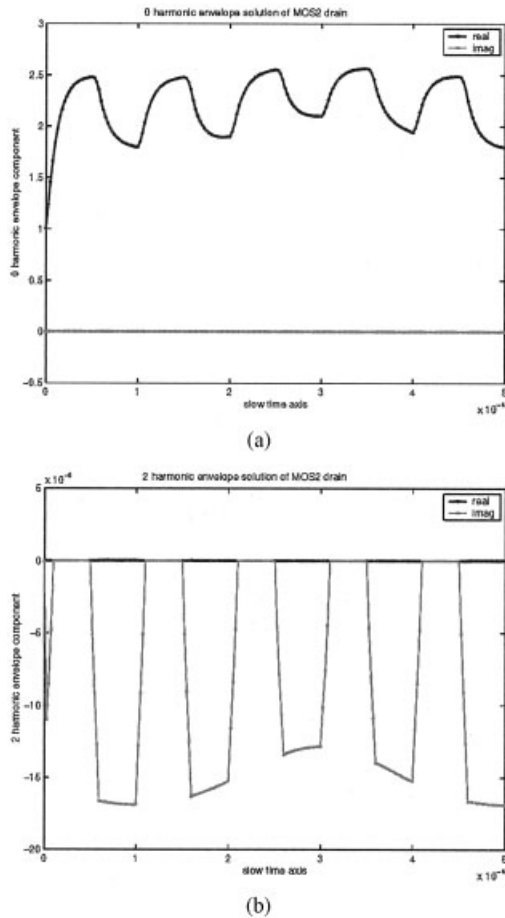 0 harmonic envelope solution of MOS2 drain
real
imag
0 harmonic envelope component
3
2.5
2
1.5
1
0.5
0
-0.5
0 1 2 3 4 5
slow time axis
(a)
2 harmonic envelope solution of MOS2 drain
real
imag
2 harmonic envelope component
0
-10
-15
-20
0 1 2 3 4
slow time axis
(b)